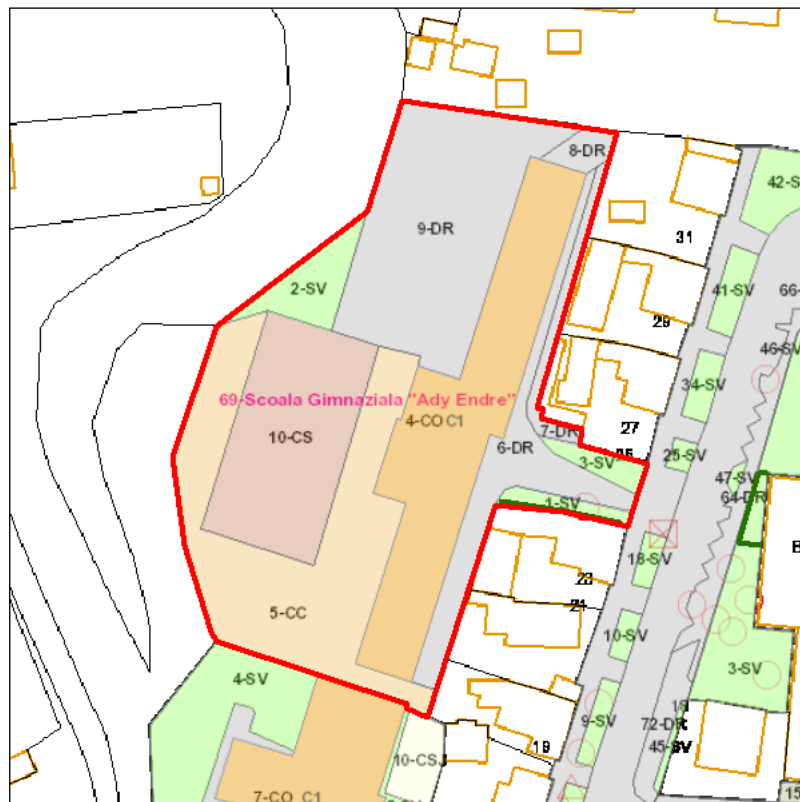 8-DR
42-S
9-DR
31
2-SV
41-SV
66-
29
46-SV
34-SV
69-Scoala Gimnaziala "Ady Endre"
4-CO C1
10-CS
27
7-DR
6-DR
25-SV
3-SV
47-SV
64-DR
1-SV
B
18-SV
23
21
5-CC
10-SV
4-SV
3-SV
9-SV
72-DR
19
10-CS
7-CO C1
15